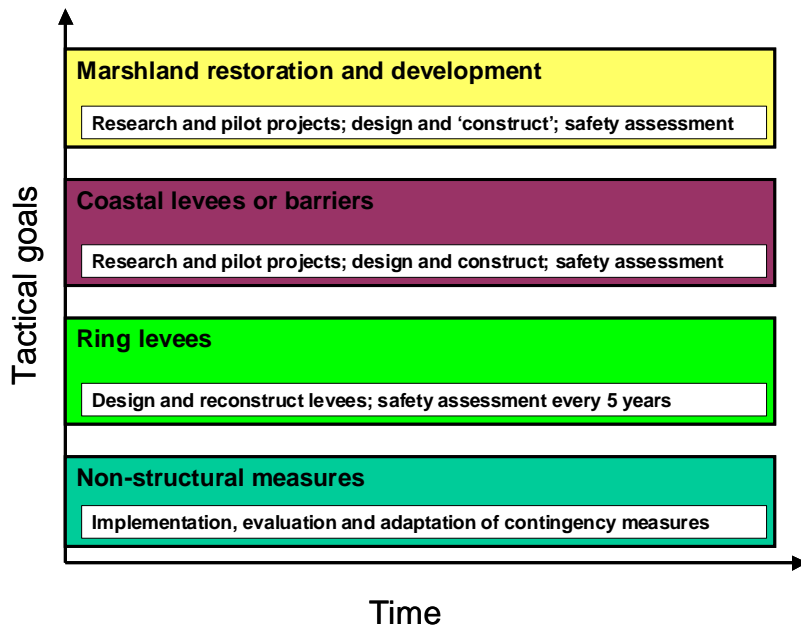 Marshland restoration and development
Research and pilot projects; design and ‘construct’; safety assessment
Coastal levees or barriers
Research and pilot projects; design and construct; safety assessment
Ring levees
Design and reconstruct levees; safety assessment every 5 years
Non-structural measures
Implementation, evaluation and adaptation of contingency measures
Tactical goals
Time